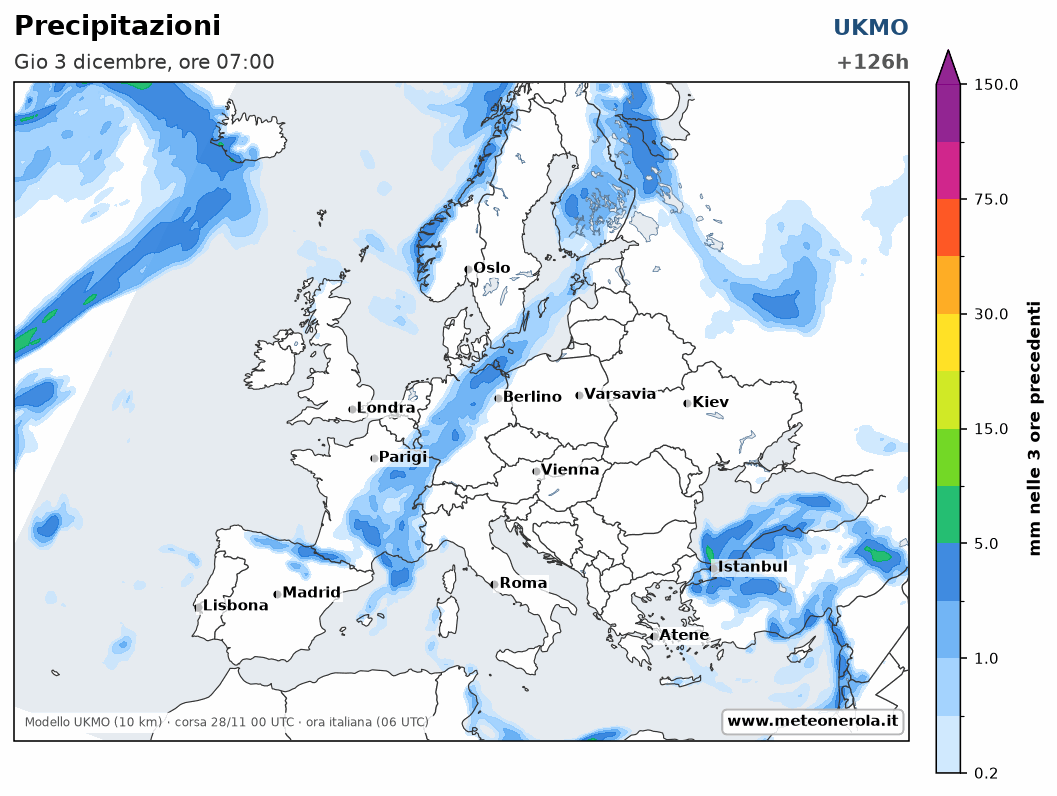 Precipitazioni
UKMO
Gio 3 dicembre, ore 07:00
+126h
150.0
75.0
30.0
15.0
5.0
1.0
0.2
mm nelle 3 ore precedenti
Oslo
Berlino
Varsavia
Kiev
Londra
Parigi
Vienna
Istanbul
Roma
Madrid
Lisbona
Atene
Modello UKMO (10 km) · corsa 28/11 00 UTC · ora italiana (06 UTC)
www.meteonerola.it